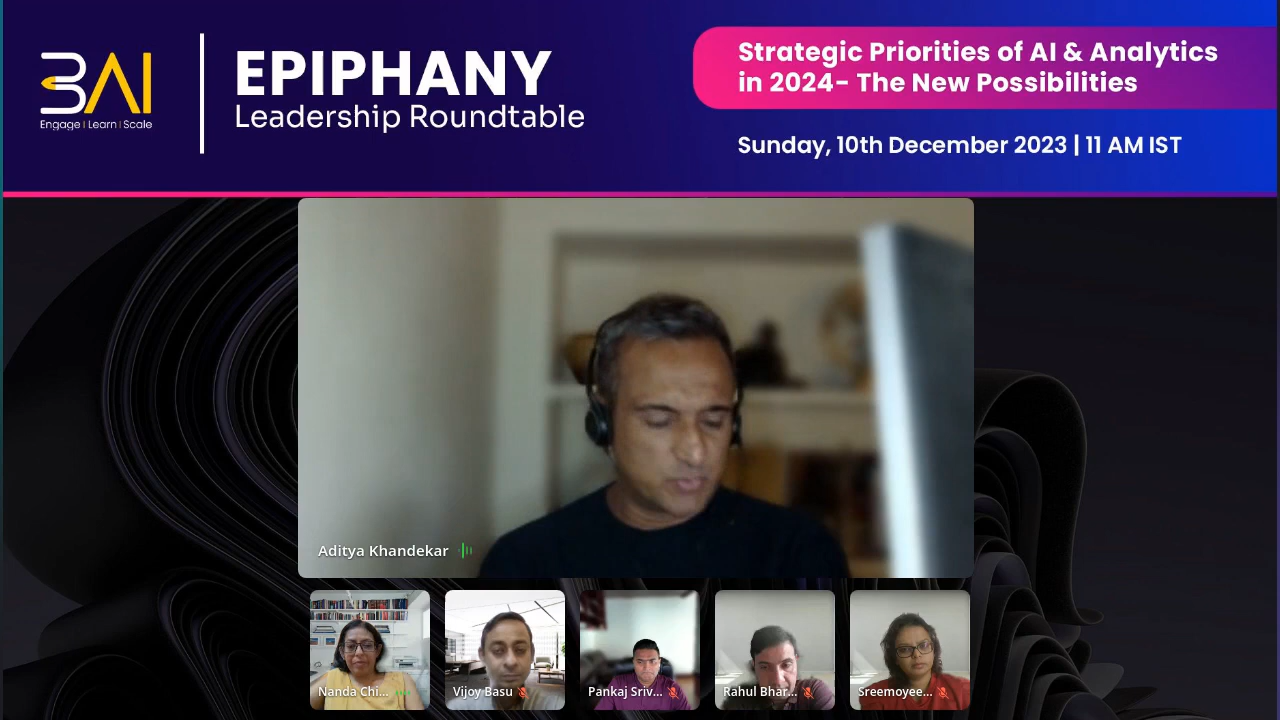 3AI
Engage | Learn | Scale
EPIPHANY
Leadership Roundtable
Strategic Priorities of AI & Analytics
in 2024- The New Possibilities
Sunday, 10th December 2023 | 11 AM IST
Aditya Khandekar
Nanda Chi...
Vijoy Basu
Pankaj Sriv...
Rahul Bhar...
Sreemoyee...